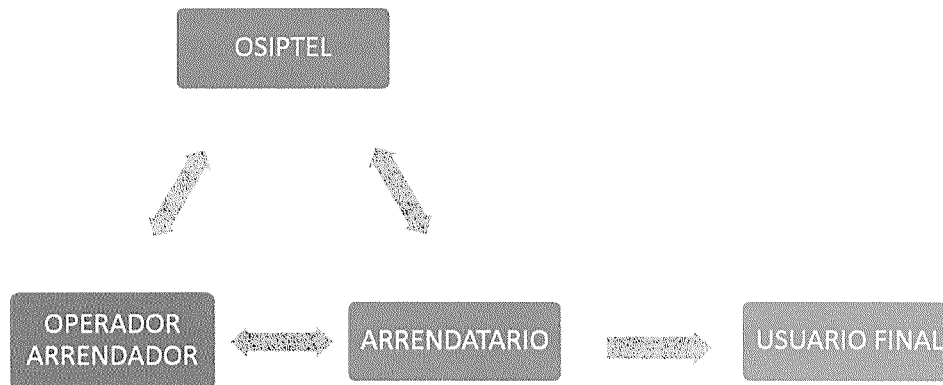 OSIPTEL
OPERADOR
ARRENDADOR
ARRENDATARIO
USUARIO FINAL